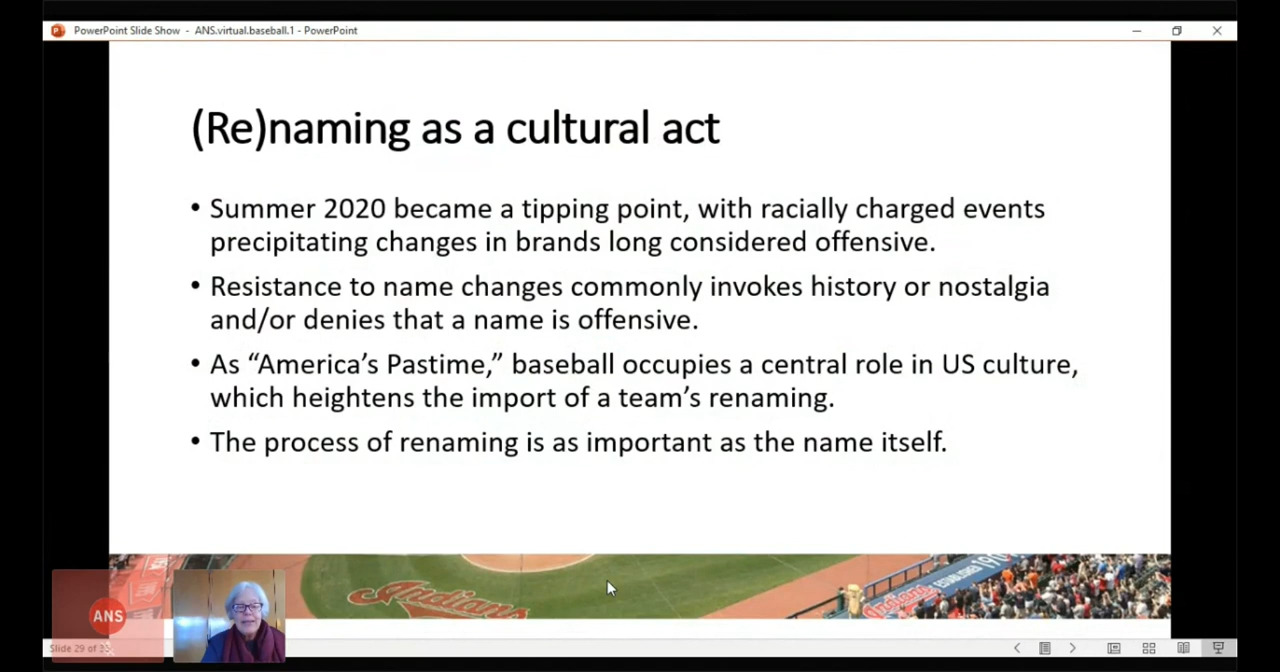 PowerPoint Slide Show - ANS.virtual.baseball.1 - PowerPoint
(Re)naming as a cultural act
• Summer 2020 became a tipping point, with racially charged events
precipitating changes in brands long considered offensive.
• Resistance to name changes commonly invokes history or nostalgia
and/or denies that a name is offensive.
• As “America’s Pastime,” baseball occupies a central role in US culture,
which heightens the import of a team’s renaming.
• The process of renaming is as important as the name itself.
Indians
Indians
ESTABLISHED 190
ANS
Slide 29 of